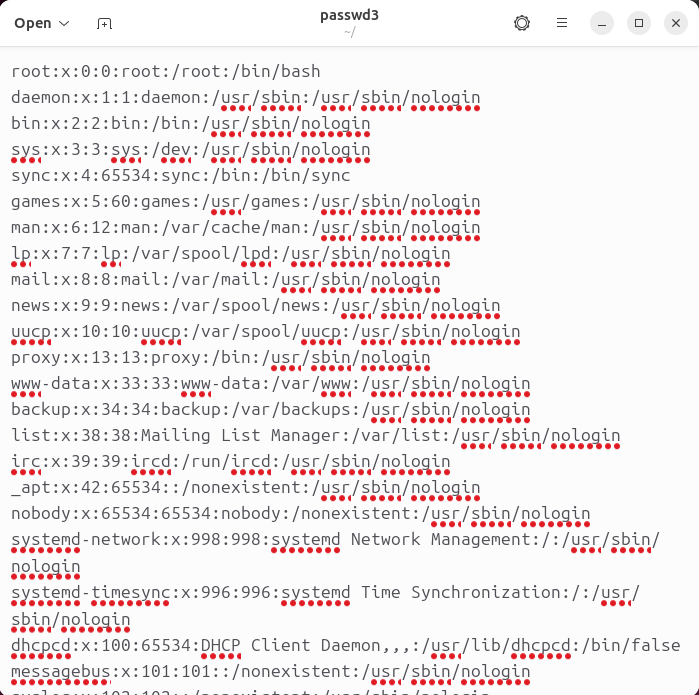 Open
passwd3
~/
root:x:0:0:root:/root:/bin/bash
daemon:x:1:1:daemon:/usr/sbin:/usr/sbin/nologin
bin:x:2:2:bin:/bin:/usr/sbin/nologin
sys:x:3:3:sys:/dev:/usr/sbin/nologin
sync:x:4:65534:sync:/bin:/bin/sync
games:x:5:60:games:/usr/games:/usr/sbin/nologin
man:x:6:12:man:/var/cache/man:/usr/sbin/nologin
lp:x:7:7:lp:/var/spool/lpd:/usr/sbin/nologin
mail:x:8:8:mail:/var/mail:/usr/sbin/nologin
news:x:9:9:news:/var/spool/news:/usr/sbin/nologin
uucp:x:10:10:uucp:/var/spool/uucp:/usr/sbin/nologin
proxy:x:13:13:proxy:/bin:/usr/sbin/nologin
www-data:x:33:33:www-data:/var/www:/usr/sbin/nologin
backup:x:34:34:backup:/var/backups:/usr/sbin/nologin
list:x:38:38:Mailing List Manager:/var/list:/usr/sbin/nologin
irc:x:39:39:ircd:/run/ircd:/usr/sbin/nologin
_apt:x:42:65534::/nonexistent:/usr/sbin/nologin
nobody:x:65534:65534:nobody:/nonexistent:/usr/sbin/nologin
systemd-network:x:998:998:systemd Network Management:/:/usr/sbin/
nologin
systemd-timesync:x:996:996:systemd Time Synchronization:/:/usr/
sbin/nologin
dhcpcd:x:100:65534:DHCP Client Daemon,,,:/usr/lib/dhcpcd:/bin/false
messagebus:x:101:101::/nonexistent:/usr/sbin/nologin